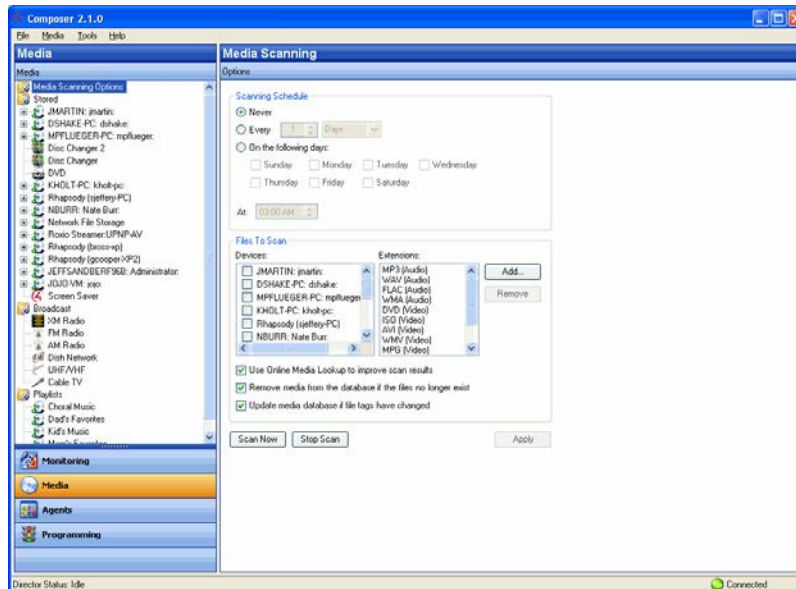 Composer 2.1.0
File Media Tools Help
Media
Media Scanning
Media
Options
Media Scanning Options
Stored
JMARTIN: jmartin:
DSHAKE-PC: dshake:
MPFLUEGER-PC: mpflueger:
Disc Changer 2
Disc Changer
DVD
KHOLT-PC: kholt-pc:
Rhapsody (sjeffery-PC)
NBURR: Nate Burr:
Network File Storage
Roxio Streamer:UPNP-AV
Rhapsody (bross-xp)
Rhapsody (gcooper-XP2)
JEFFSANDBERF96B: Administrator:
JOJO-VM: jojo:
Screen Saver
Broadcast
XM Radio
FM Radio
AM Radio
Dish Network
UHF/VHF
Cable TV
Playlists
Choral Music
Dad's Favorites
Kid's Music
Mom's Favorites
Monitoring
Media
Agents
Programming
Scanning Schedule
Never
Every 1 Days
On the following days:
Sunday Monday Tuesday Wednesday
Thursday Friday Saturday
At: 03:00 AM
Files To Scan
Devices:
JMARTIN: jmartin:
DSHAKE-PC: dshake:
MPFLUEGER-PC: mpflueger
KHOLT-PC: kholt-pc:
Rhapsody (sjeffery-PC)
NBURR: Nate Burr:
Extensions:
MP3 (Audio)
WAV (Audio)
FLAC (Audio)
WMA (Audio)
DVD (Video)
ISO (Video)
AVI (Video)
WMV (Video)
MPG (Video)
Add...
Remove
Use Online Media Lookup to improve scan results
Remove media from the database if the files no longer exist
Update media database if file tags have changed
Scan Now Stop Scan Apply
Director Status: Idle
Connected